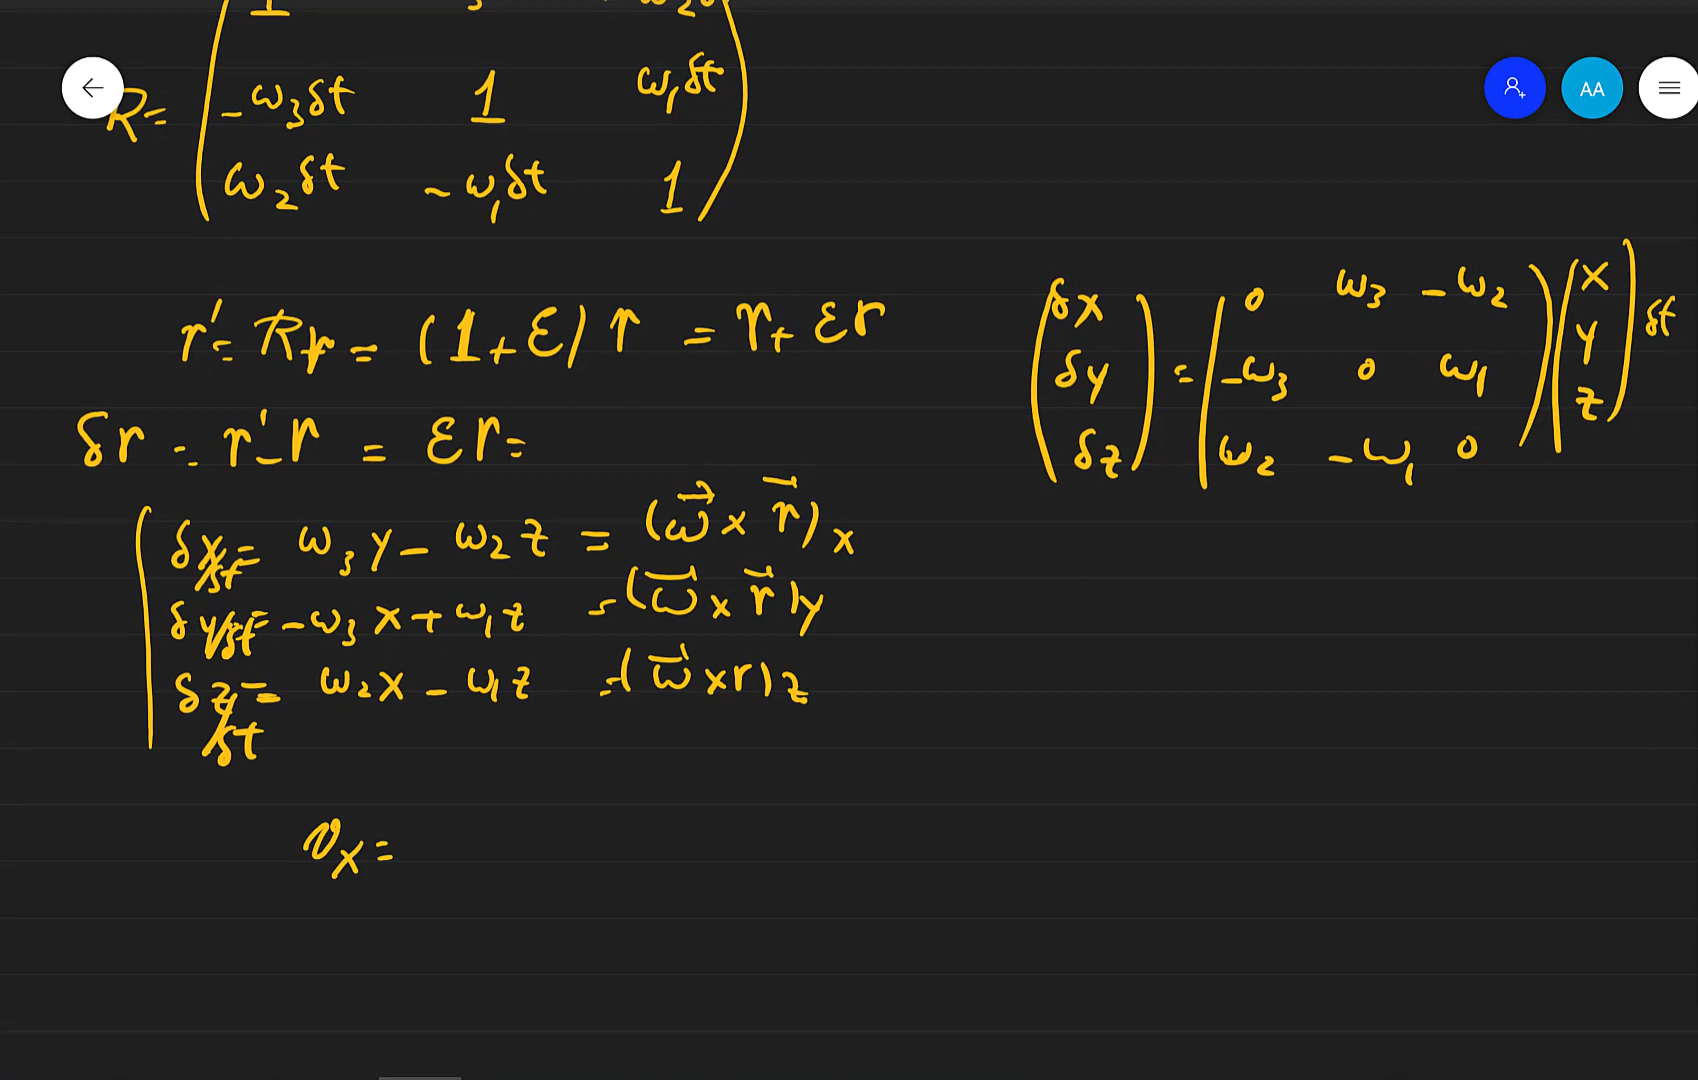 R= ( 1
-ω₃δt 1 ω₁δt
ω₂δt -ω₁δt 1 )
AA
r'= Rr = (1+ε) r = r+ εr
δr = r'-r = εr=
(δx δy δz) = (0 ω₃ -ω₂
-ω₃ 0 ω₁
ω₂ -ω₁ 0) (x y z) δt
δx/δt= ω₃y - ω₂z = (ω⃗ x r⃗)x
δy/δt= -ω₃x + ω₁z = (ω⃗ x r⃗)y
δz/δt = ω₂x - ω₁z = (ω⃗ x r)z
vx=